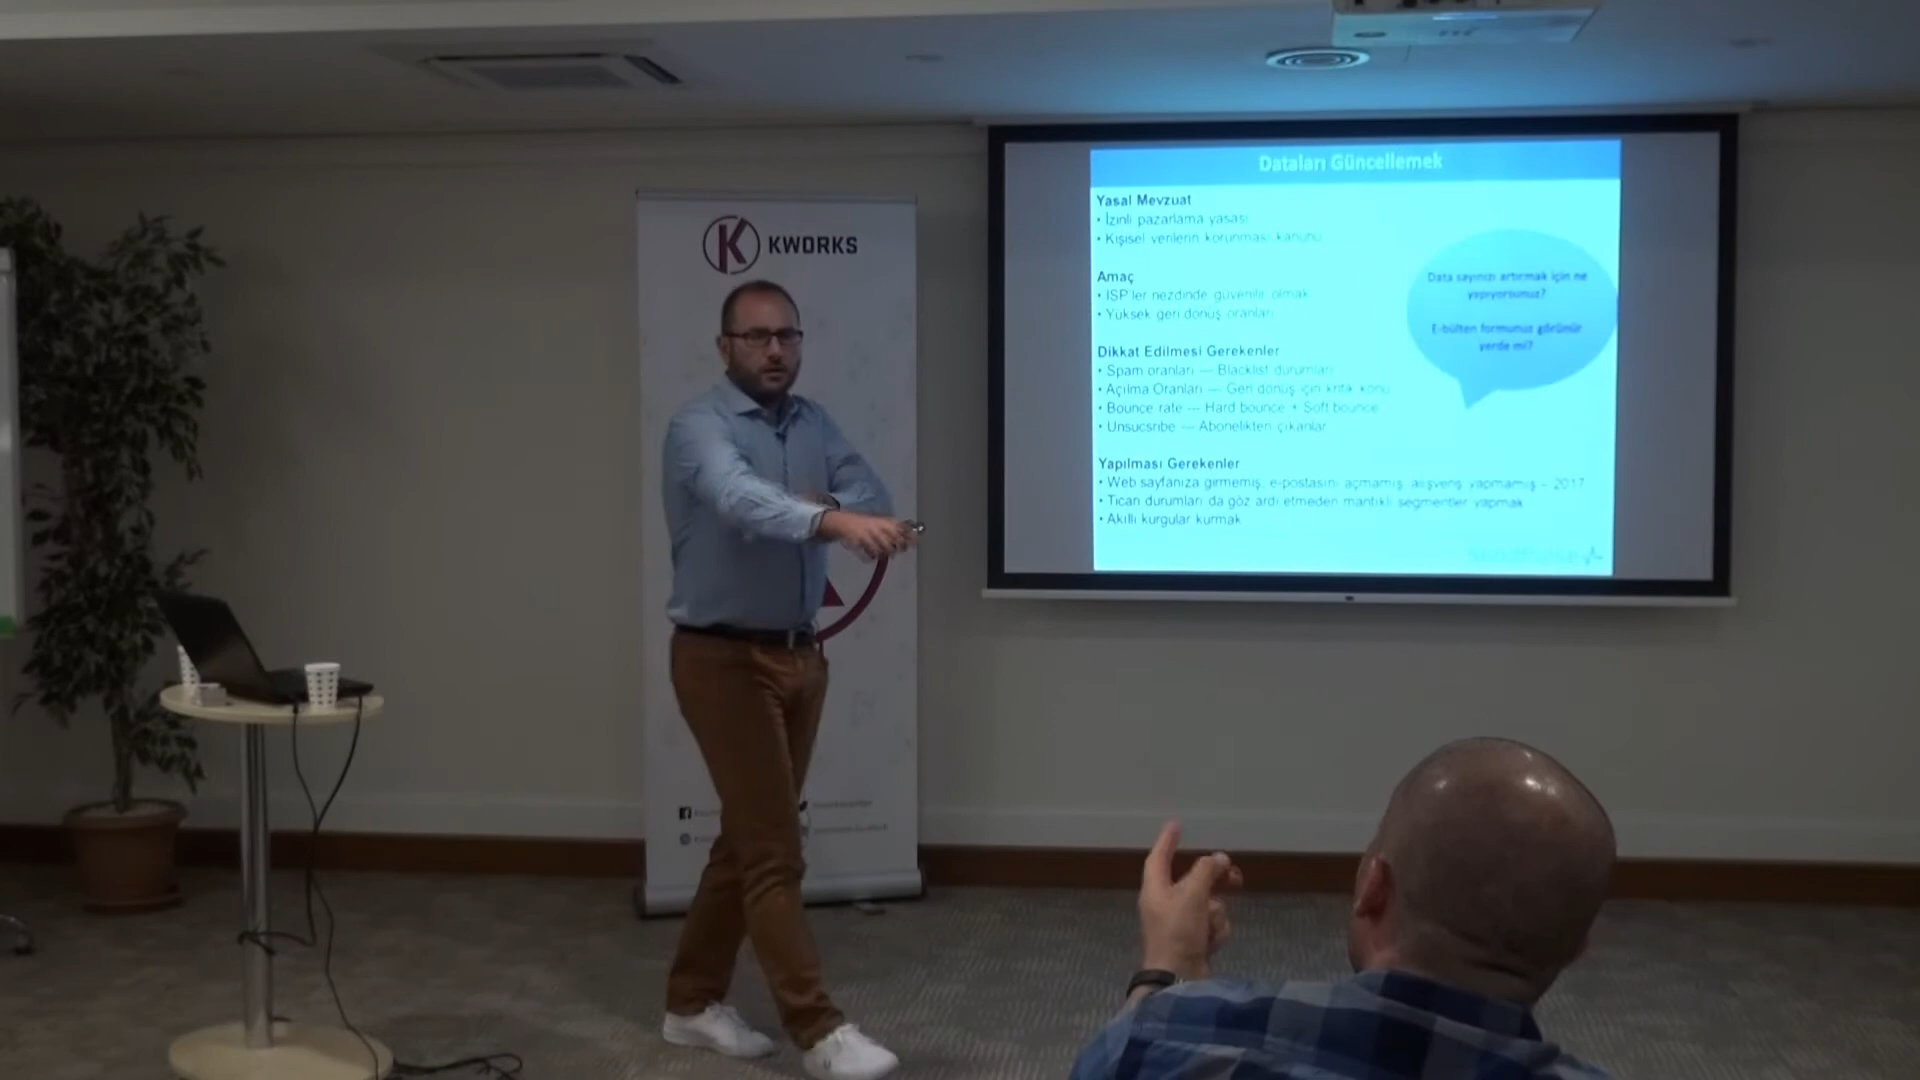 KWORKS
Dataları Güncellemek
Yasal Mevzuat
• İzinli pazarlama yasası
• Kişisel verilerin korunması kanunu
Amaç
• ISP'ler nezdinde güvenilir olmak
• Yüksek geri dönüş oranları
Dikkat Edilmesi Gerekenler
• Spam oranları --- Blacklist durumları
• Açılma Oranları --- Geri dönüş için kritik konu
• Bounce rate --- Hard bounce + Soft bounce
• Unsucsribe --- Abonelikten çıkanlar
Yapılması Gerekenler
• Web sayfanıza girmemiş, e-postasını açmamış, alışveriş yapmamış – 2017
• Ticari durumları da göz ardı etmeden mantıklı segmentler yapmak
• Akıllı kurgular kurmak
Data sayınızı artırmak için ne
yapıyorsunuz?
E-bülten formunuz görünür
yerde mi?